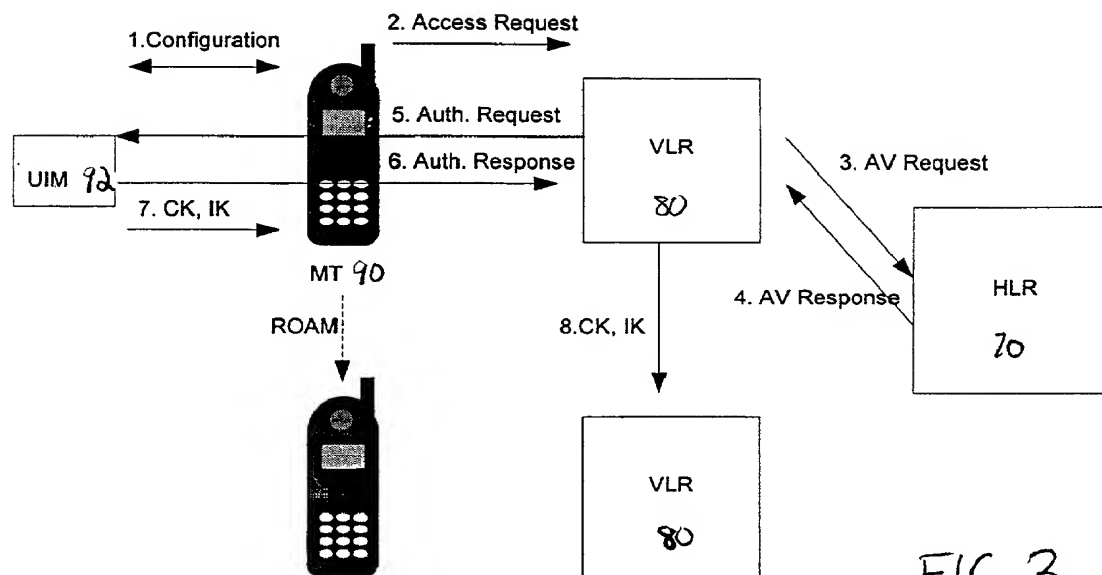 1.Configuration
2. Access Request
5. Auth. Request
VLR
80
3. AV Request
UIM 92
6. Auth. Response
7. CK, IK
MT 90
4. AV Response
HLR
70
ROAM
8.CK, IK
VLR
80
FIG. 3